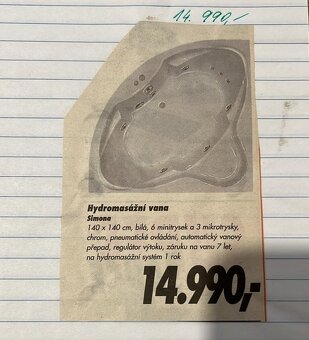 14.990,-
Hydromasážní vana
Simona
140 x 140 cm, bílá, 6 minitrysek a 3 mikrotrysky,
chrom, pneumatické ovládání, automatický vanový
přepad, regulátor výtoku, záruku na vanu 7 let,
na hydromasážní systém 1 rok
14.990,-